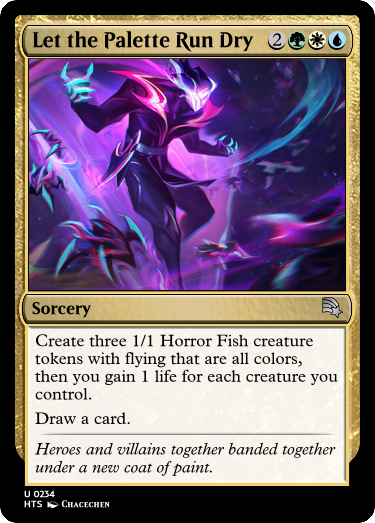 Let the Palette Run Dry 2
Sorcery
Create three 1/1 Horror Fish creature
tokens with flying that are all colors,
then you gain 1 life for each creature you
control.
Draw a card.
Heroes and villains together banded together
under a new coat of paint.
U 0234
HTS Chacechen